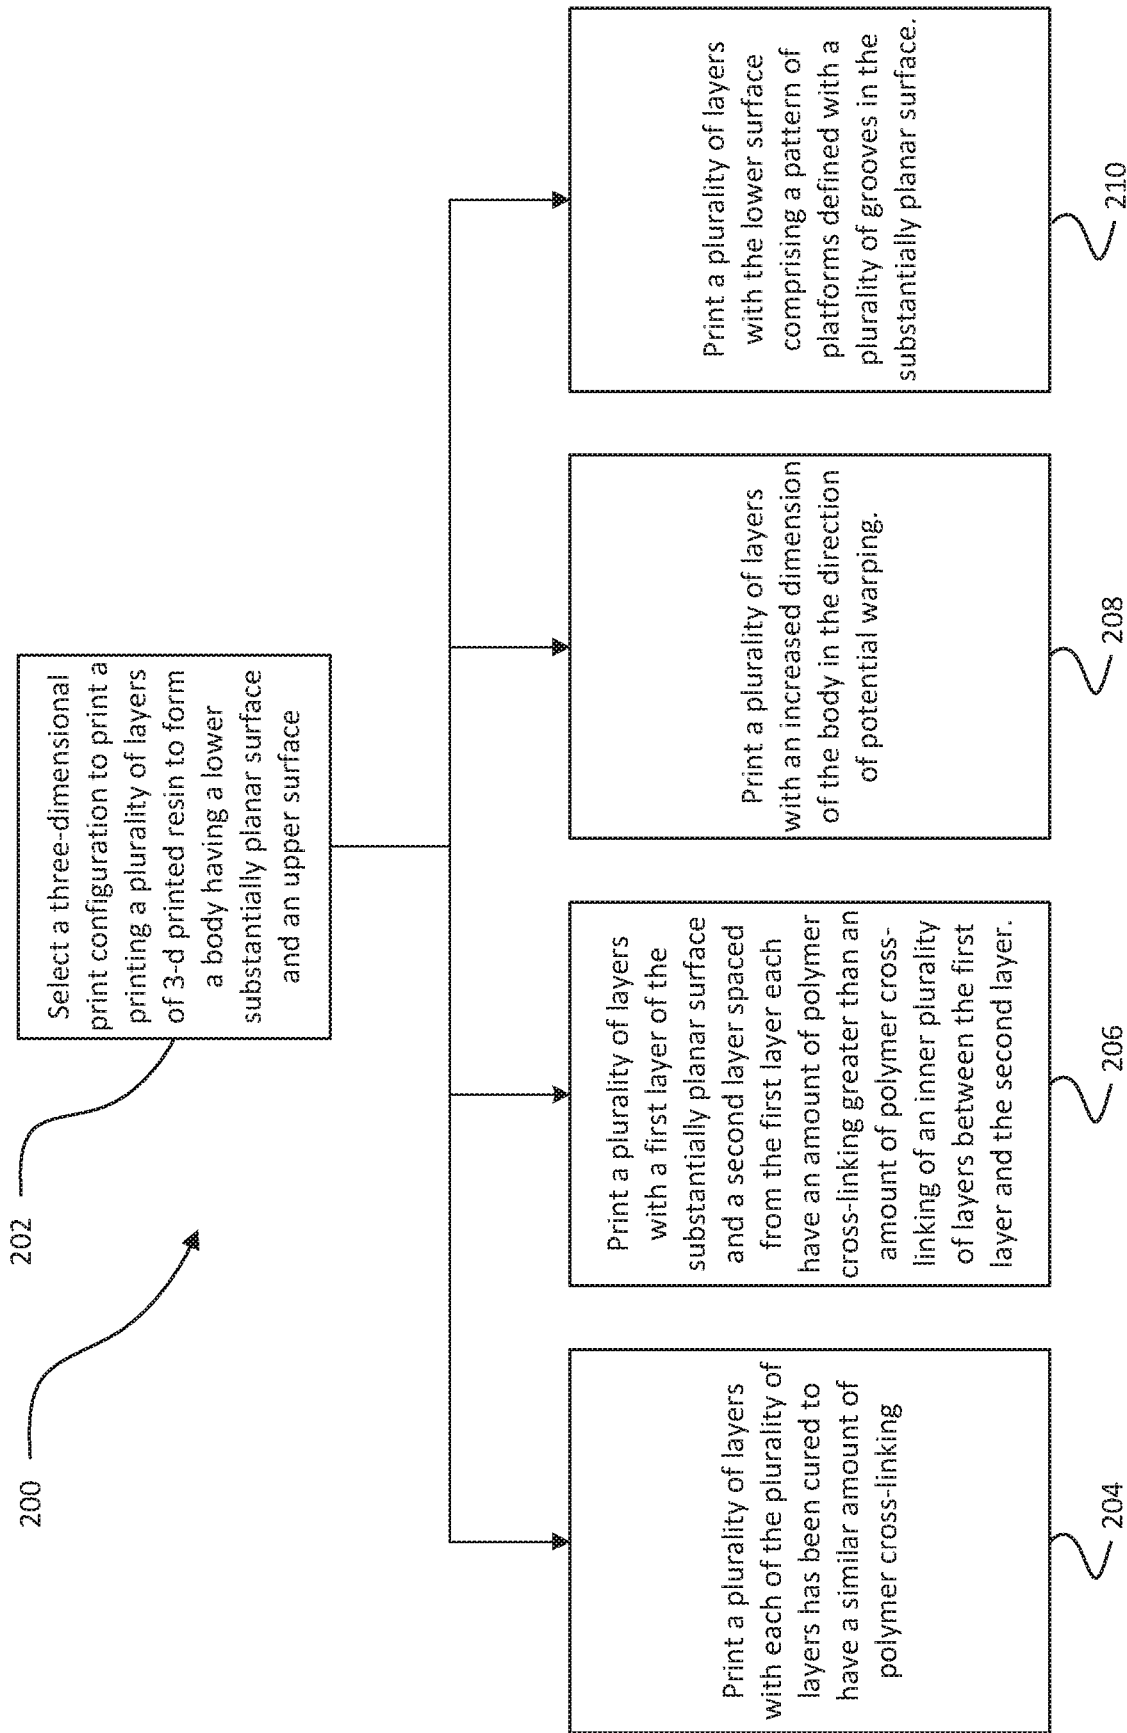 200
202
Select a three-dimensional
print configuration to print a
printing a plurality of layers
of 3-d printed resin to form
a body having a lower
substantially planar surface
and an upper surface
Print a plurality of layers
with each of the plurality of
layers has been cured to
have a similar amount of
polymer cross-linking
204
Print a plurality of layers
with a first layer of the
substantially planar surface
and a second layer spaced
from the first layer each
have an amount of polymer
cross-linking greater than an
amount of polymer cross-
linking of an inner plurality
of layers between the first
layer and the second layer.
206
Print a plurality of layers
with an increased dimension
of the body in the direction
of potential warping.
208
Print a plurality of layers
with the lower surface
comprising a pattern of
platforms defined with a
plurality of grooves in the
substantially planar surface.
210